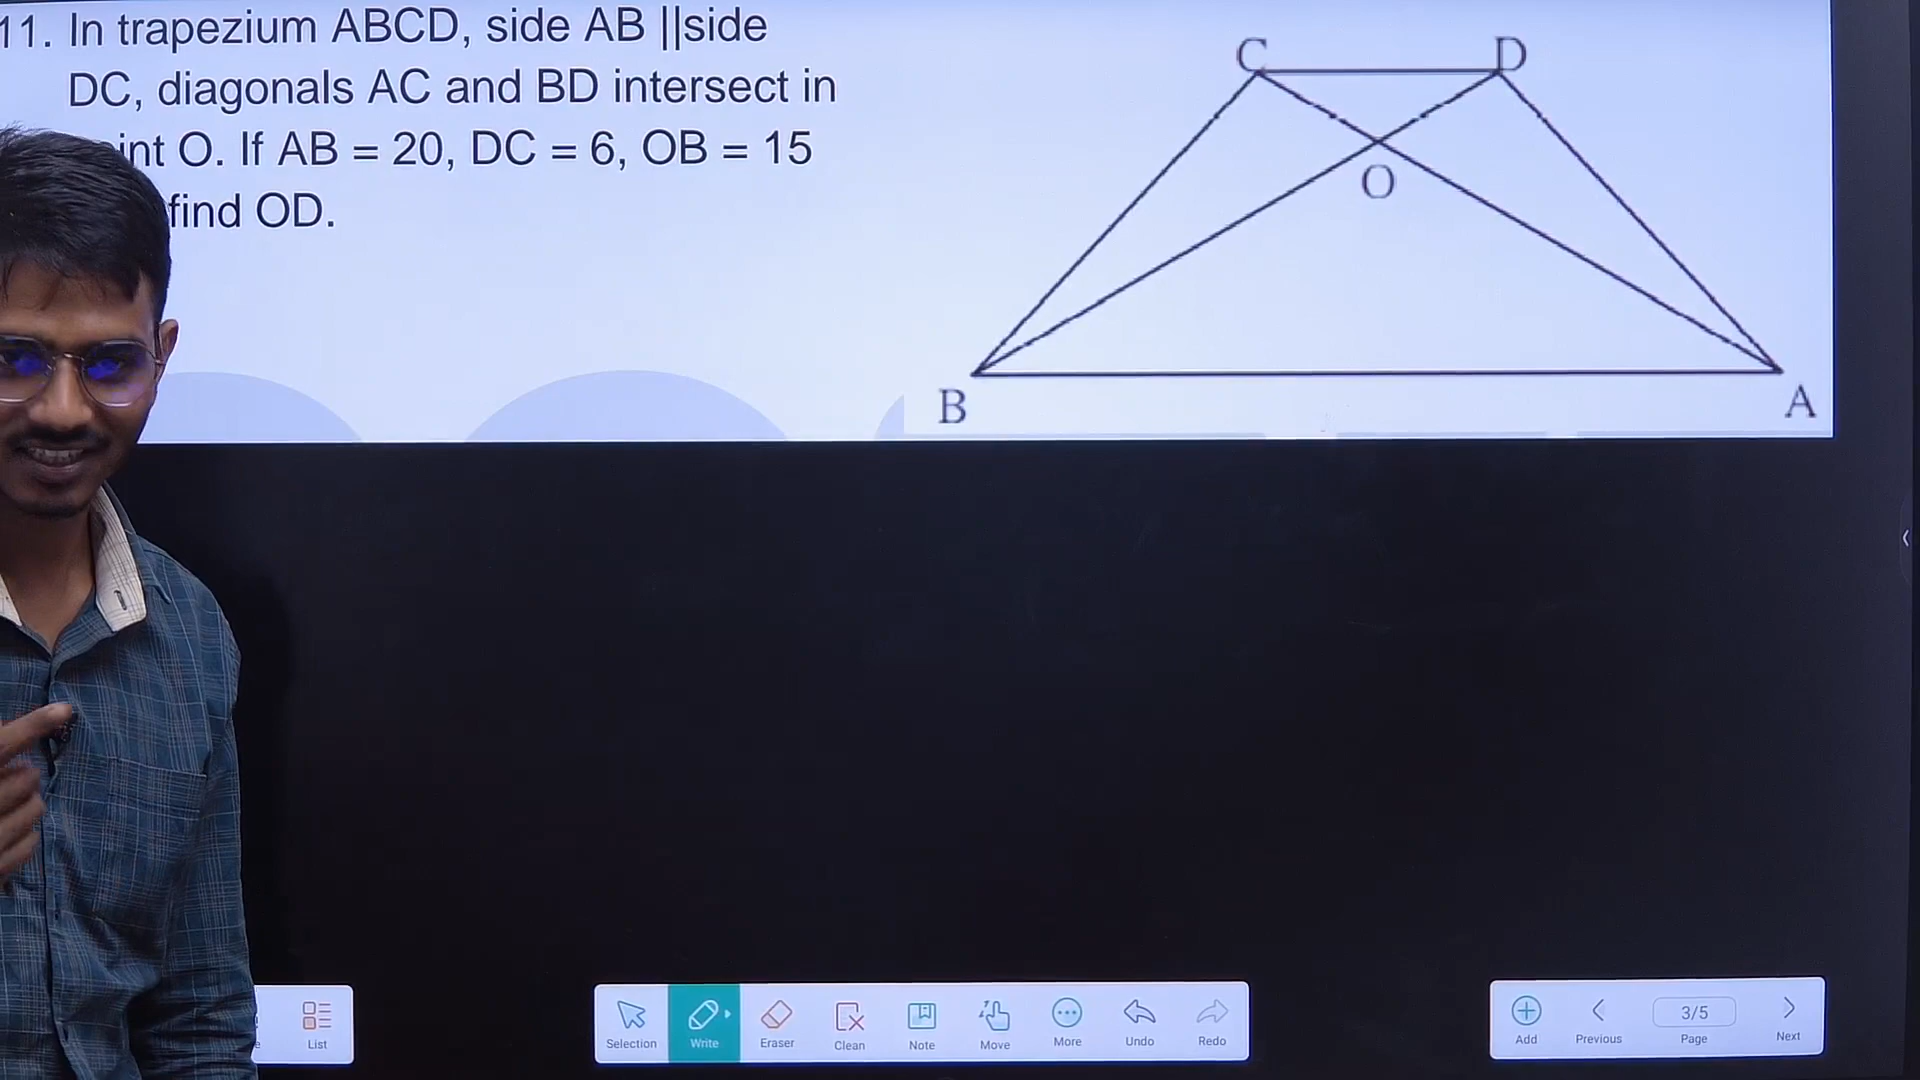 11. In trapezium ABCD, side AB ||side
DC, diagonals AC and BD intersect in
int O. If AB = 20, DC = 6, OB = 15
find OD.
C
D
O
B
A
List
Selection
Write
Eraser
Clean
Note
Move
More
Undo
Redo
Add
Previous
3/5
Page
Next